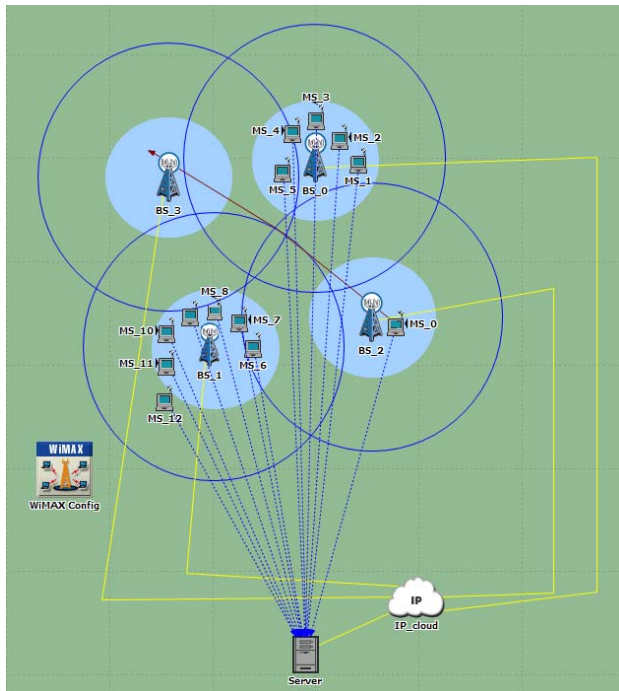 MS_3
MS_4
MS_2
MS_1
MS_5
BS_0
BS_3
MS_8
MS_10
MS_7
MS_0
BS_2
MS_11
BS_1
MS_6
MS_12
WiMAX
WiMAX Config
IP
IP_cloud
Server